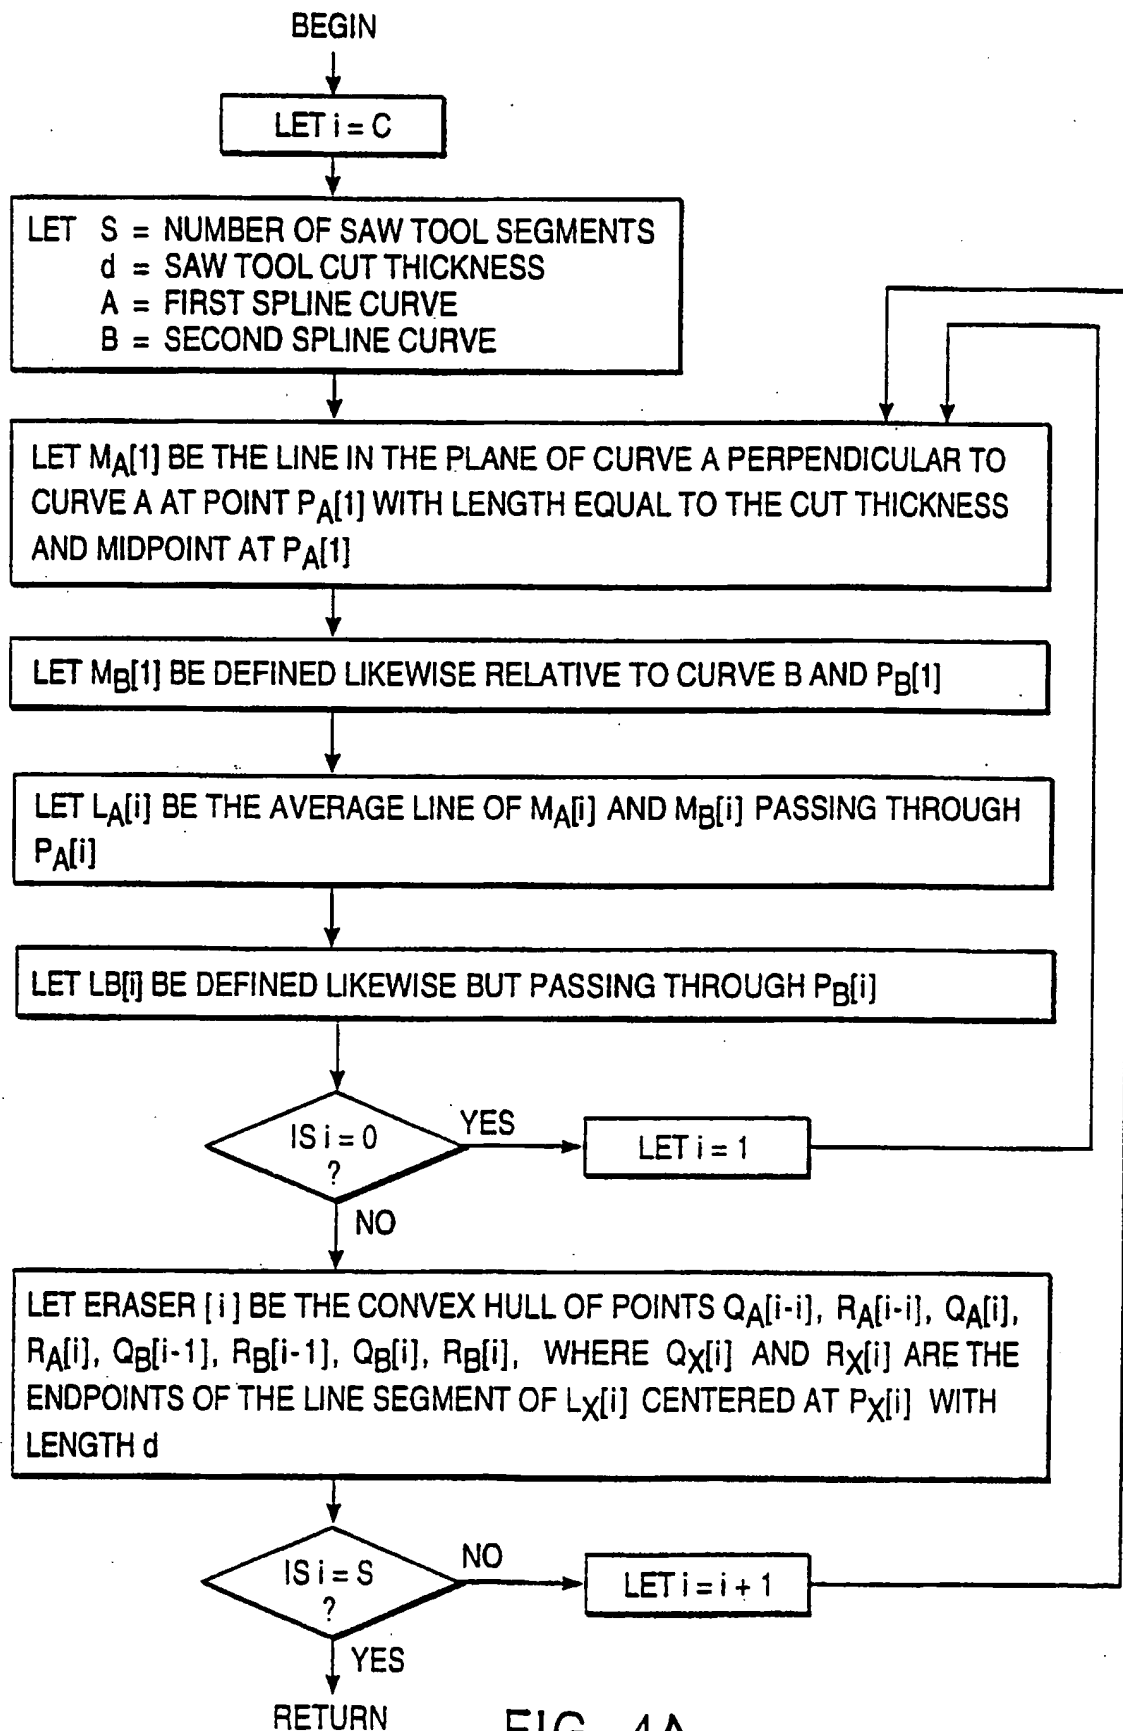 BEGIN
LET i = C
LET S = NUMBER OF SAW TOOL SEGMENTS
d = SAW TOOL CUT THICKNESS
A = FIRST SPLINE CURVE
B = SECOND SPLINE CURVE
LET MA[1] BE THE LINE IN THE PLANE OF CURVE A PERPENDICULAR TO
CURVE A AT POINT PA[1] WITH LENGTH EQUAL TO THE CUT THICKNESS
AND MIDPOINT AT PA[1]
LET MB[1] BE DEFINED LIKEWISE RELATIVE TO CURVE B AND PB[1]
LET LA[i] BE THE AVERAGE LINE OF MA[i] AND MB[i] PASSING THROUGH
PA[i]
LET LB[i] BE DEFINED LIKEWISE BUT PASSING THROUGH PB[i]
IS i = 0
?
YES
LET i = 1
NO
LET ERASER [i] BE THE CONVEX HULL OF POINTS QA[i-i], RA[i-i], QA[i],
RA[i], QB[i-1], RB[i-1], QB[i], RB[i], WHERE QX[i] AND RX[i] ARE THE
ENDPOINTS OF THE LINE SEGMENT OF LX[i] CENTERED AT PX[i] WITH
LENGTH d
IS i = S
?
NO
LET i = i + 1
YES
RETURN
FIG. 4A